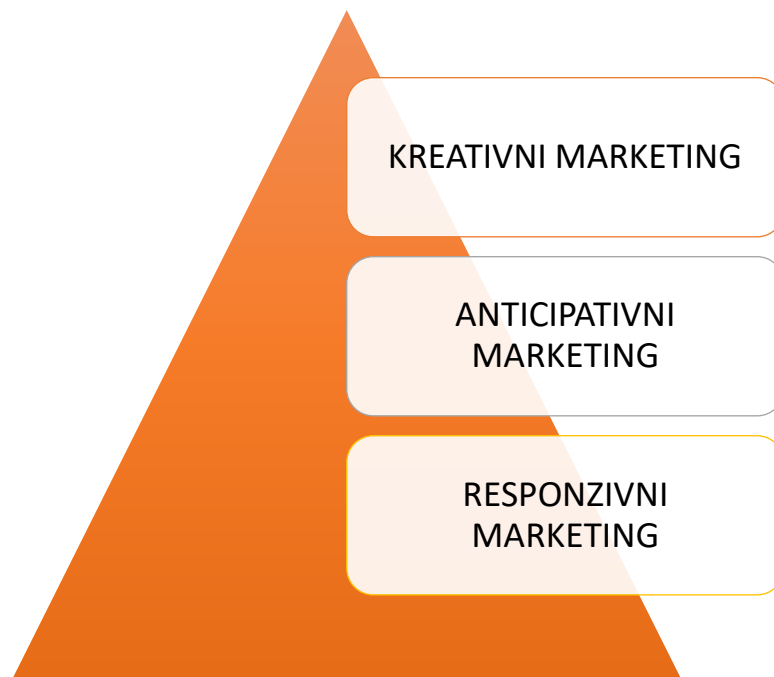 KREATIVNI MARKETING
ANTICIPATIVNI
MARKETING
RESPONZIVNI
MARKETING